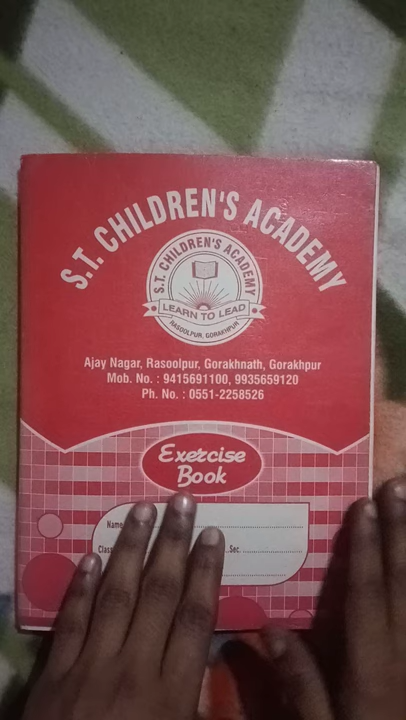 S.T. CHILDREN'S ACADEMY
S.T. CHILDREN'S ACADEMY
LEARN TO LEAD
RASOOLPUR, GORAKHPUR
Ajay Nagar, Rasoolpur, Gorakhnath, Gorakhpur
Mob. No. : 9415691100, 9935659120
Ph. No. : 0551-2258526
Exercise
Book
Name
Class Sec.